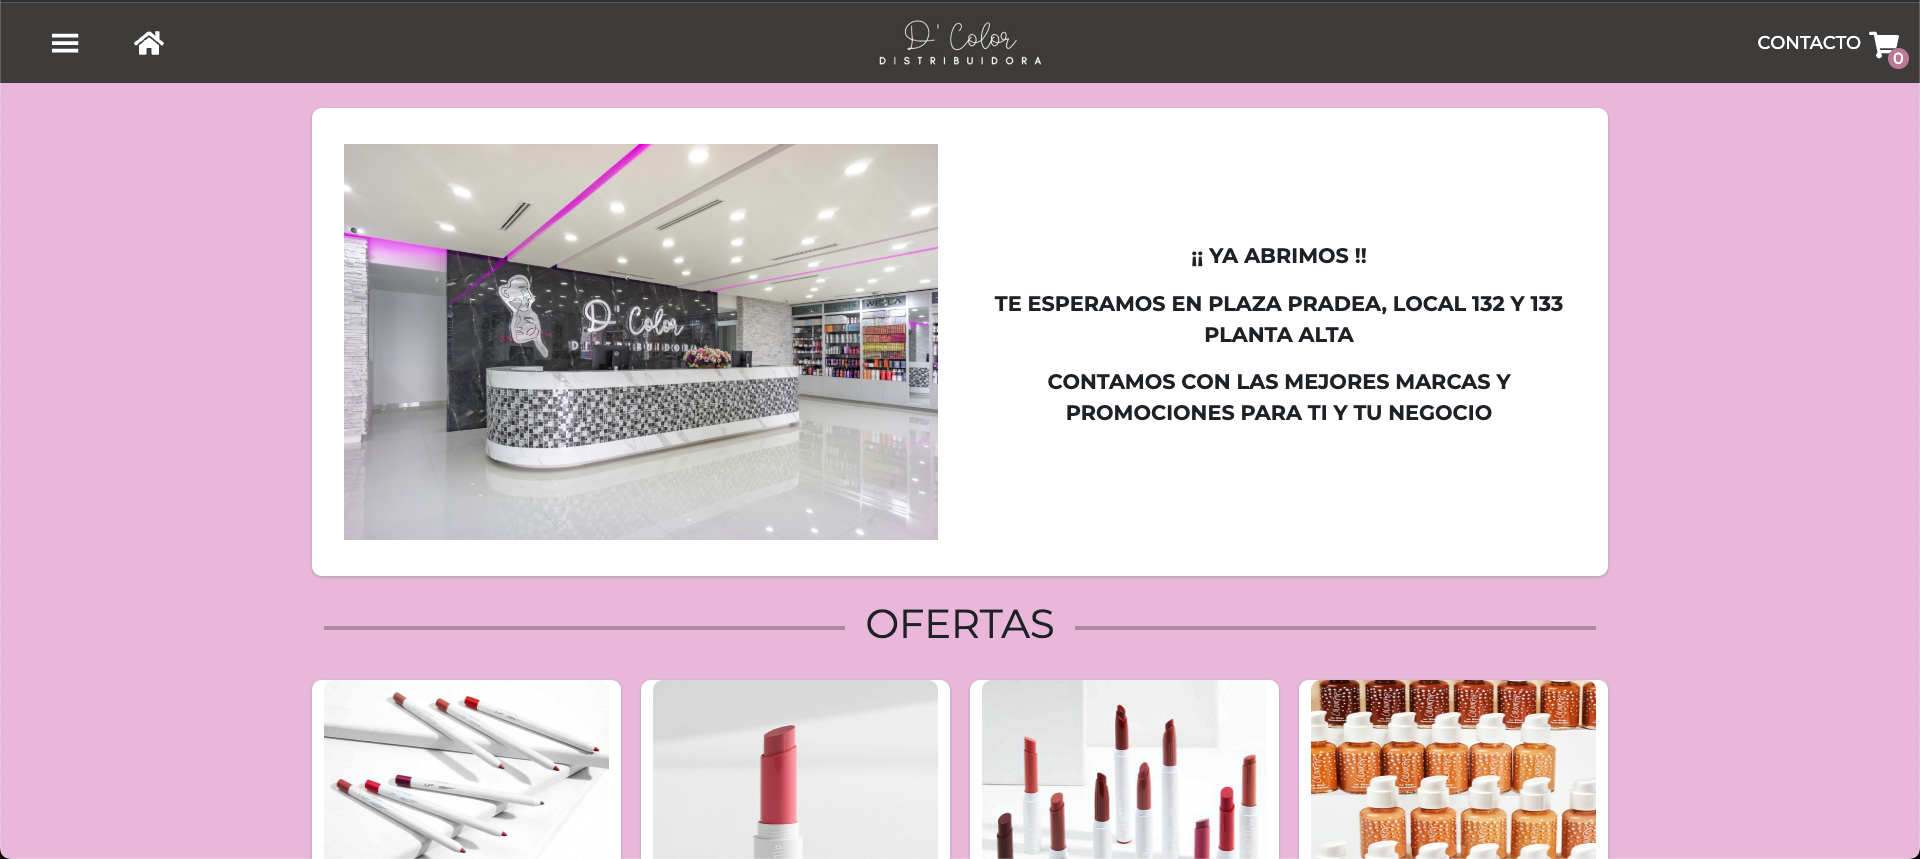 D' Color
DISTRIBUIDORA
CONTACTO
0
D' Color
DISTRIBUIDORA
¡¡ YA ABRIMOS !!
TE ESPERAMOS EN PLAZA PRADEA, LOCAL 132 Y 133
PLANTA ALTA
CONTAMOS CON LAS MEJORES MARCAS Y
PROMOCIONES PARA TI Y TU NEGOCIO
OFERTAS